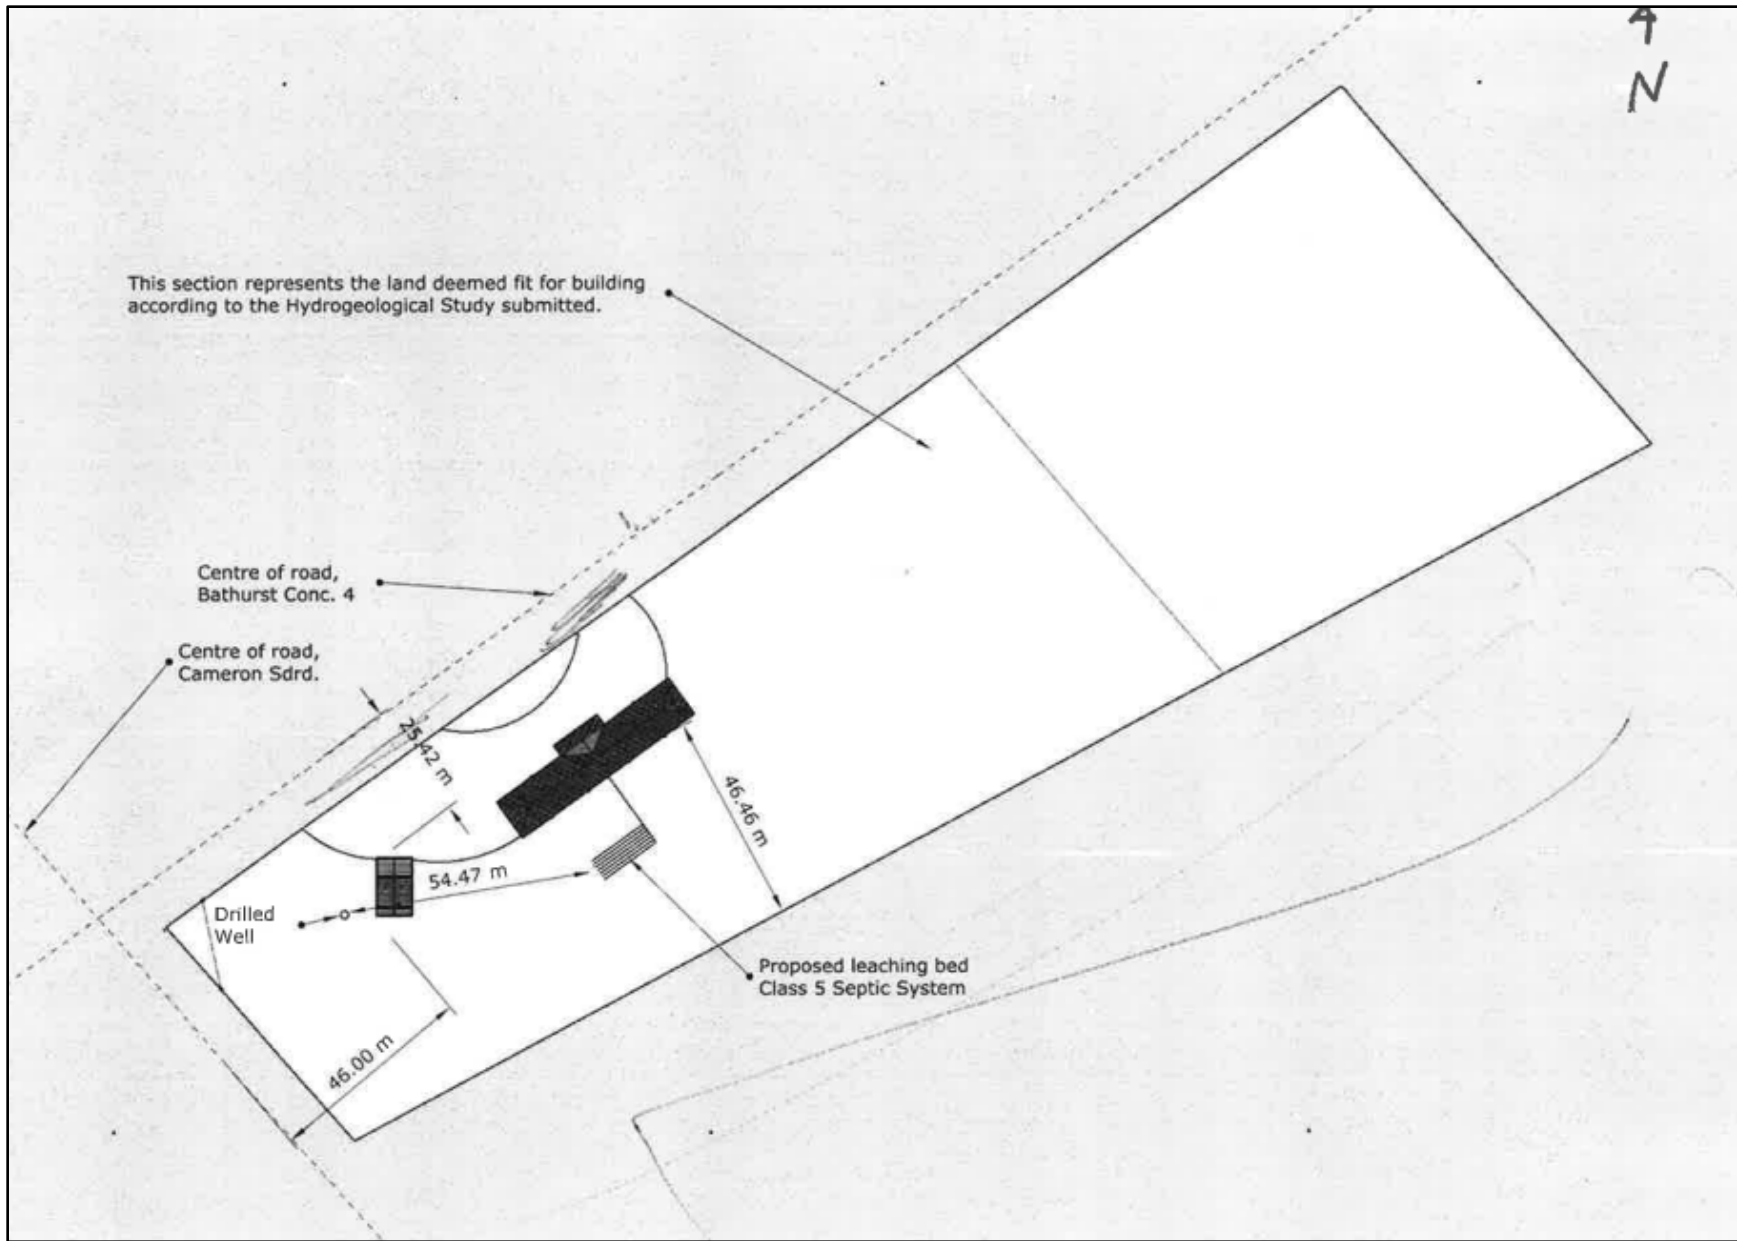 N
This section represents the land deemed fit for building
according to the Hydrogeological Study submitted.
Centre of road,
Bathurst Conc. 4
Centre of road,
Cameron Sdrd.
25.42 m
46.46 m
54.47 m
Drilled
Well
Proposed leaching bed
Class 5 Septic System
46.00 m